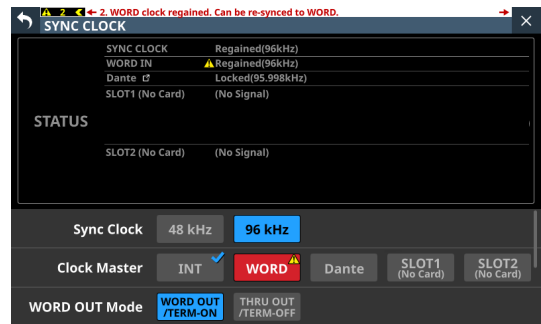 2 2. WORD clock regained. Can be re-synced to WORD.
SYNC CLOCK
SYNC CLOCK Regained(96kHz)
WORD IN Regained(96kHz)
Dante Locked(95.998kHz)
SLOT1 (No Card) (No Signal)
STATUS
SLOT2 (No Card) (No Signal)
Sync Clock 48 kHz 96 kHz
Clock Master INT WORD Dante SLOT1 (No Card) SLOT2 (No Card)
WORD OUT Mode WORD OUT /TERM-ON THRU OUT /TERM-OFF